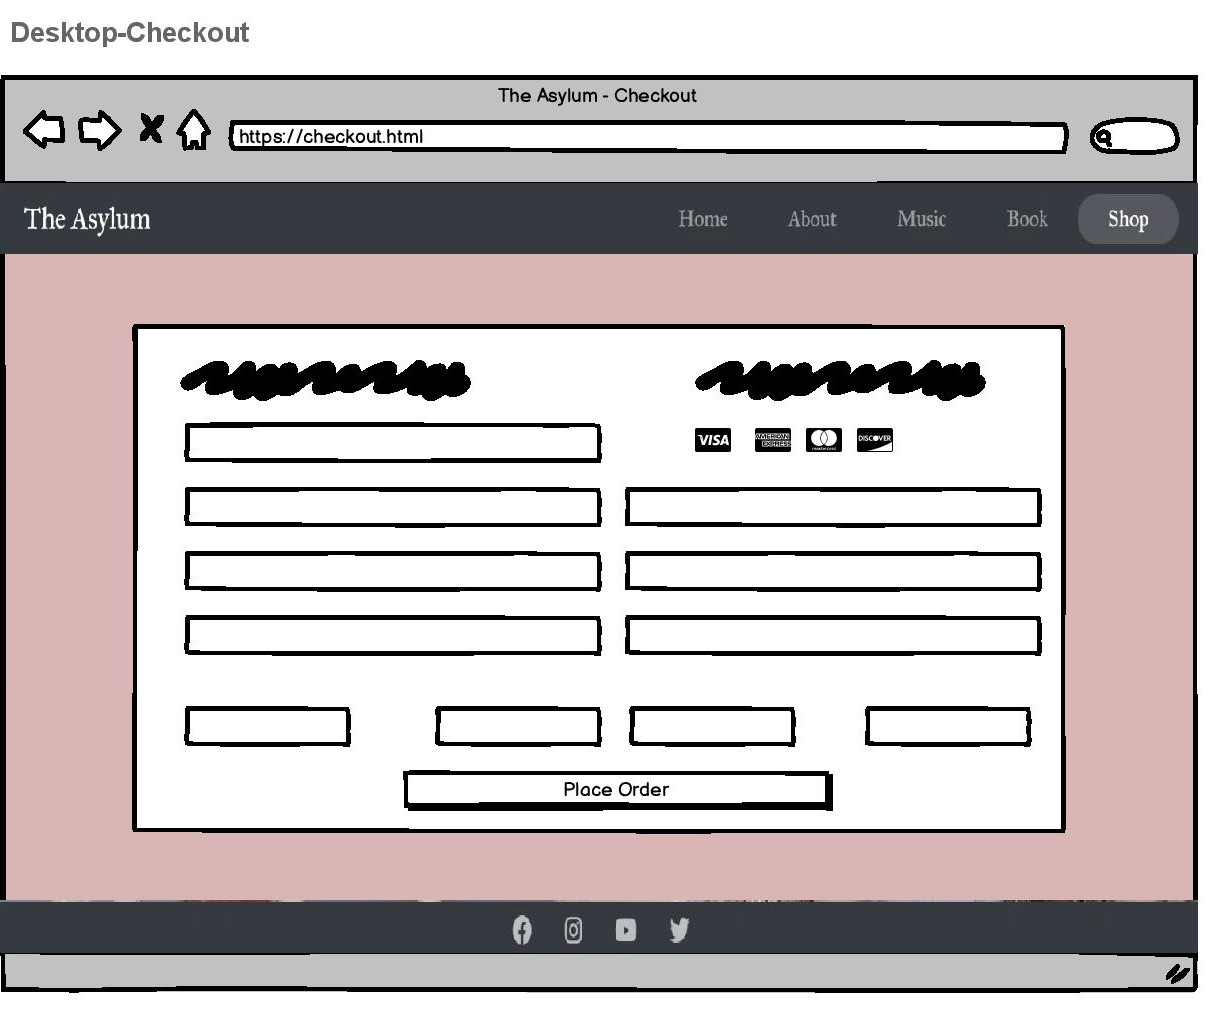 Desktop-Checkout
The Asylum - Checkout
https://checkout.html
The Asylum Home About Music Book Shop
VISA AMERICAN EXPRESS mastercard DISCOVER
Place Order